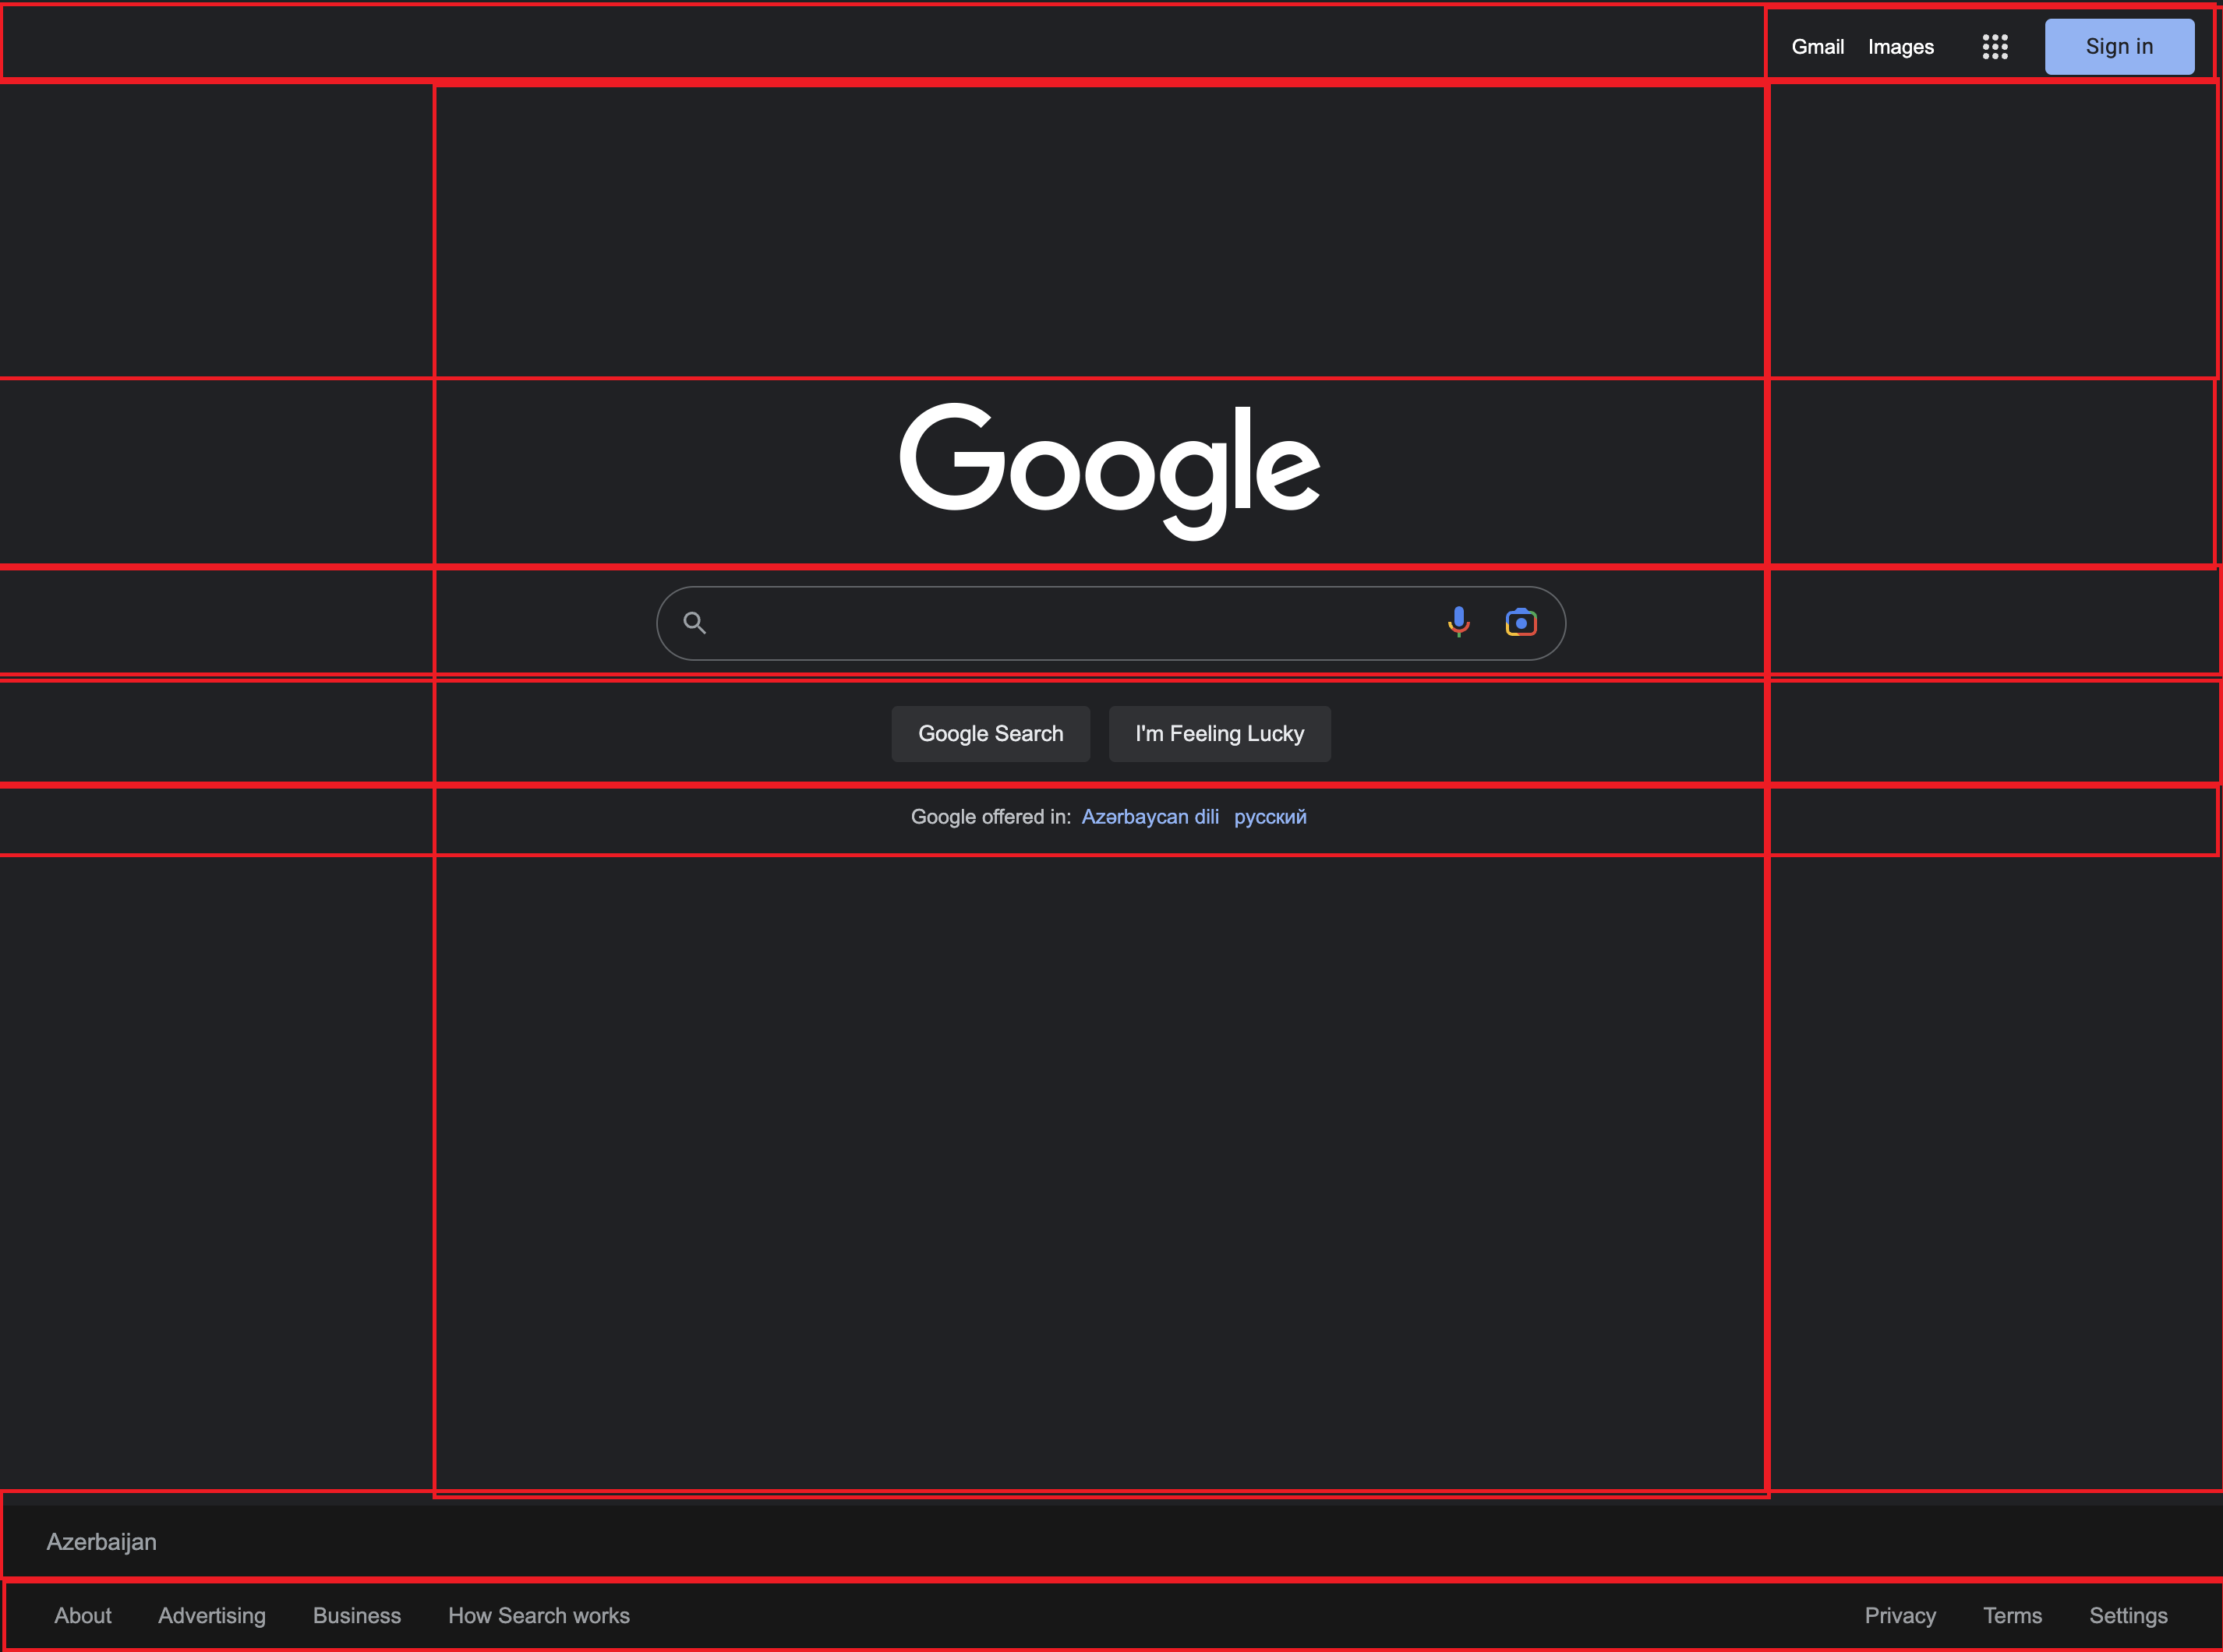 Gmail Images Sign in
Google
Google Search I'm Feeling Lucky
Google offered in: Azərbaycan dili русский
Azerbaijan
About Advertising Business How Search works Privacy Terms Settings